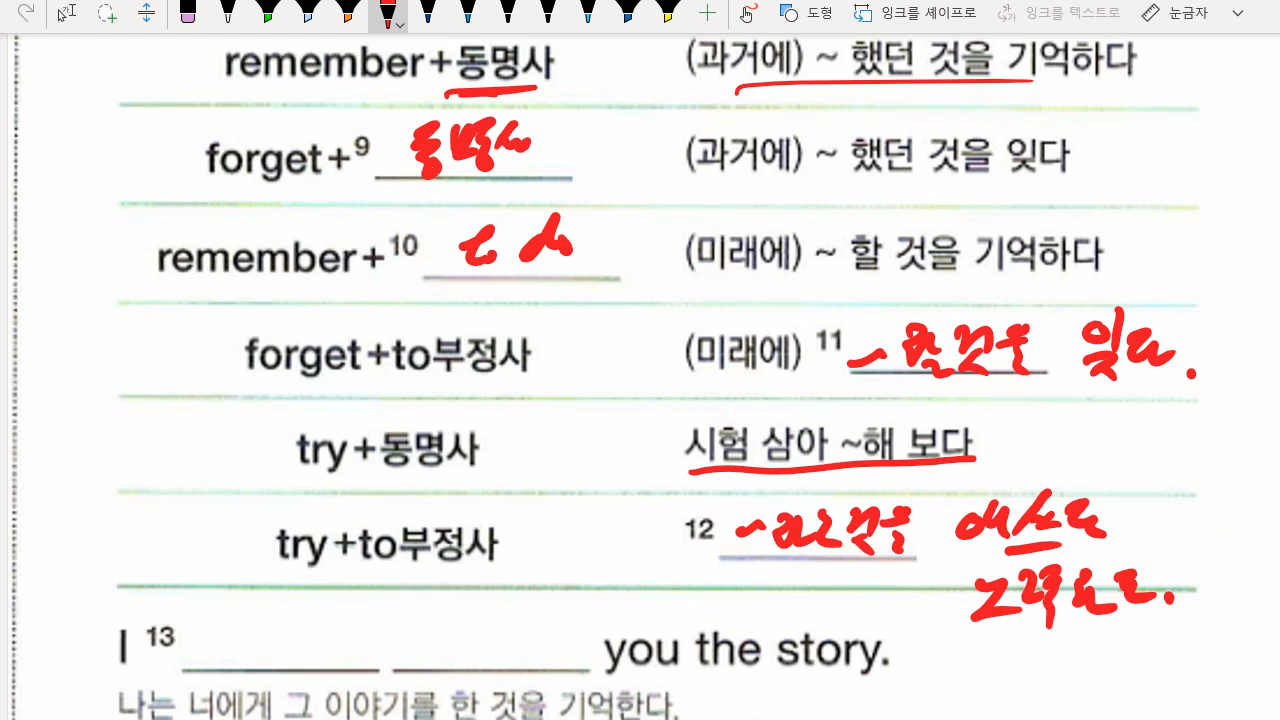 도형 잉크를 셰이프로 잉크를 텍스트로 눈금자
remember+동명사 (과거에) ~ 했던 것을 기억하다
forget+9 동명사 (과거에) ~ 했던 것을 잊다
remember+10 to do (미래에) ~ 할 것을 기억하다
forget+to부정사 (미래에) 11 ~할것을 잊다.
try+동명사 시험 삼아 ~해 보다
try+to부정사 12 ~하는것을 애쓰다
노력하다.
I 13 you the story.
나는 너에게 그 이야기를 한 것을 기억한다.